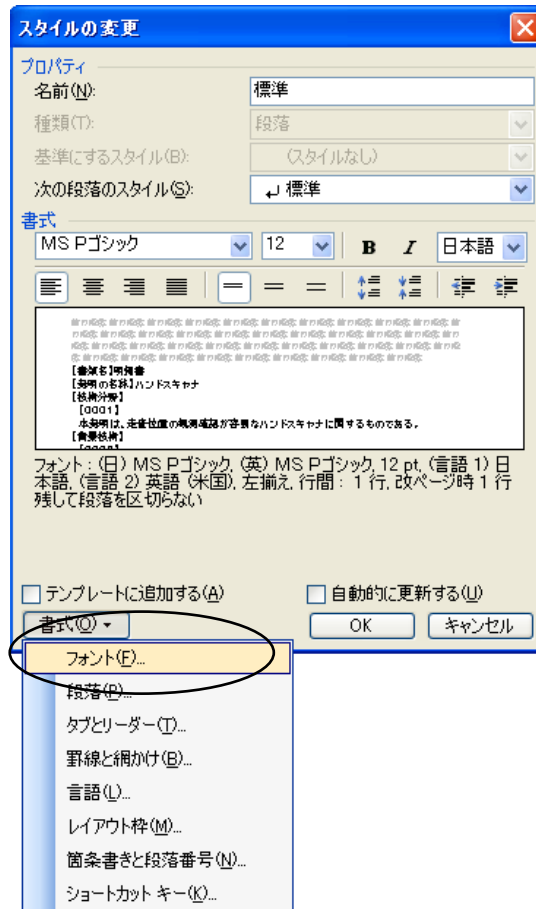 スタイルの変更
プロパティ
名前(N): 標準
種類(T): 段落
基準にするスタイル(B): (スタイルなし)
次の段落のスタイル(S): ↵ 標準
書式
MS Pゴシック 12 B I 日本語
【書類名】明細書
【発明の名称】ハンドスキャナ
【技術分野】
【0001】
本発明は、走査位置の観測確認が容易なハンドスキャナに関するものである。
【背景技術】
フォント : (日) MS Pゴシック, (英) MS Pゴシック, 12 pt, (言語 1) 日
本語, (言語 2) 英語 (米国), 左揃え, 行間 : 1 行, 改ページ時 1 行
残して段落を区切らない
テンプレートに追加する(A) 自動的に更新する(U)
書式(O) OK キャンセル
フォント(F)...
段落(P)...
タブとリーダー(T)...
罫線と網かけ(B)...
言語(L)...
レイアウト枠(M)...
箇条書きと段落番号(N)...
ショートカット キー(K)...